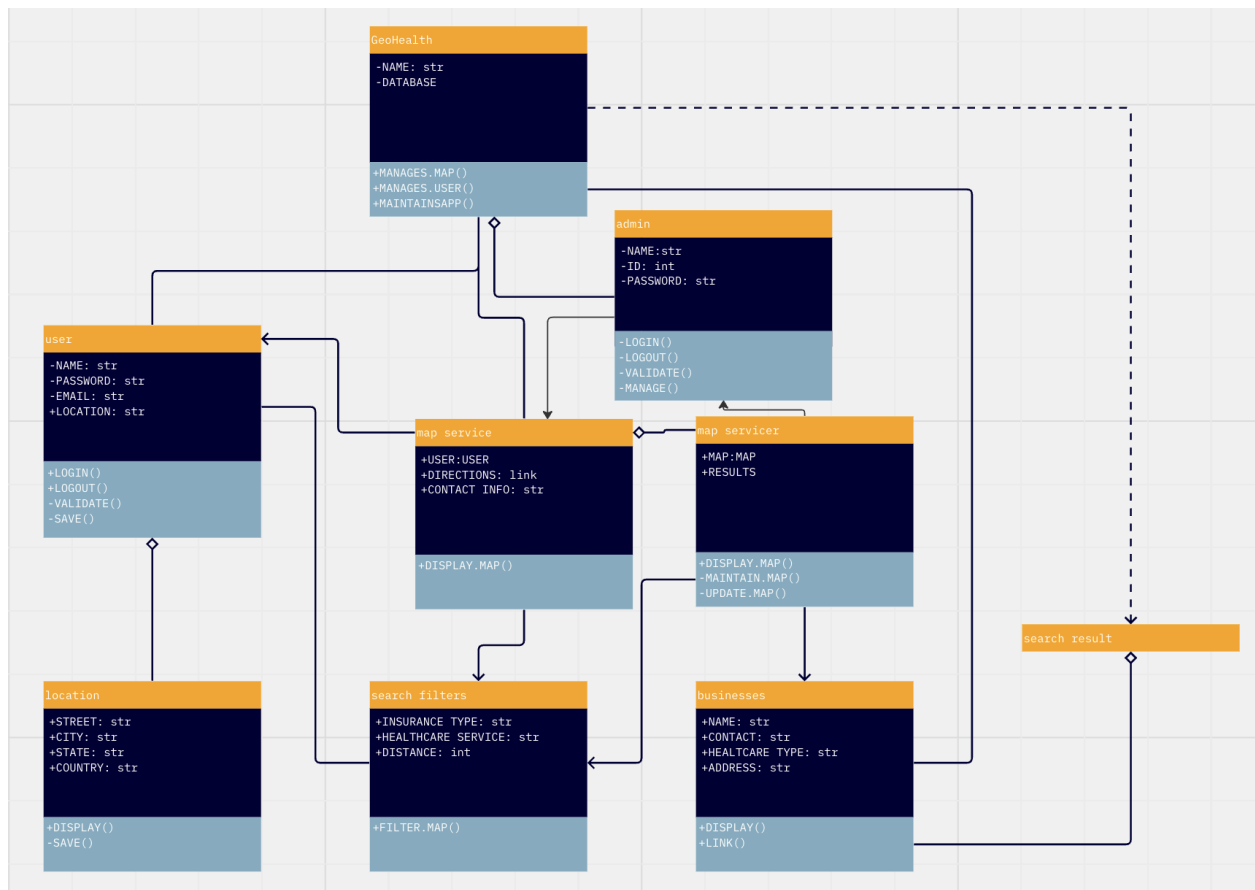 GeoHealth
-NAME: str
-DATABASE
+MANAGES.MAP()
+MANAGES.USER()
+MAINTAINSAPP()
admin
-NAME:str
-ID: int
-PASSWORD: str
-LOGIN()
-LOGOUT()
-VALIDATE()
-MANAGE()
user
-NAME: str
-PASSWORD: str
-EMAIL: str
+LOCATION: str
+LOGIN()
+LOGOUT()
-VALIDATE()
-SAVE()
map service
+USER:USER
+DIRECTIONS: link
+CONTACT INFO: str
+DISPLAY.MAP()
map servicer
+MAP:MAP
+RESULTS
+DISPLAY.MAP()
-MAINTAIN.MAP()
-UPDATE.MAP()
search result
location
+STREET: str
+CITY: str
+STATE: str
+COUNTRY: str
+DISPLAY()
-SAVE()
search filters
+INSURANCE TYPE: str
+HEALTHCARE SERVICE: str
+DISTANCE: int
+FILTER.MAP()
businesses
+NAME: str
+CONTACT: str
+HEALTCARE TYPE: str
+ADDRESS: str
+DISPLAY()
+LINK()